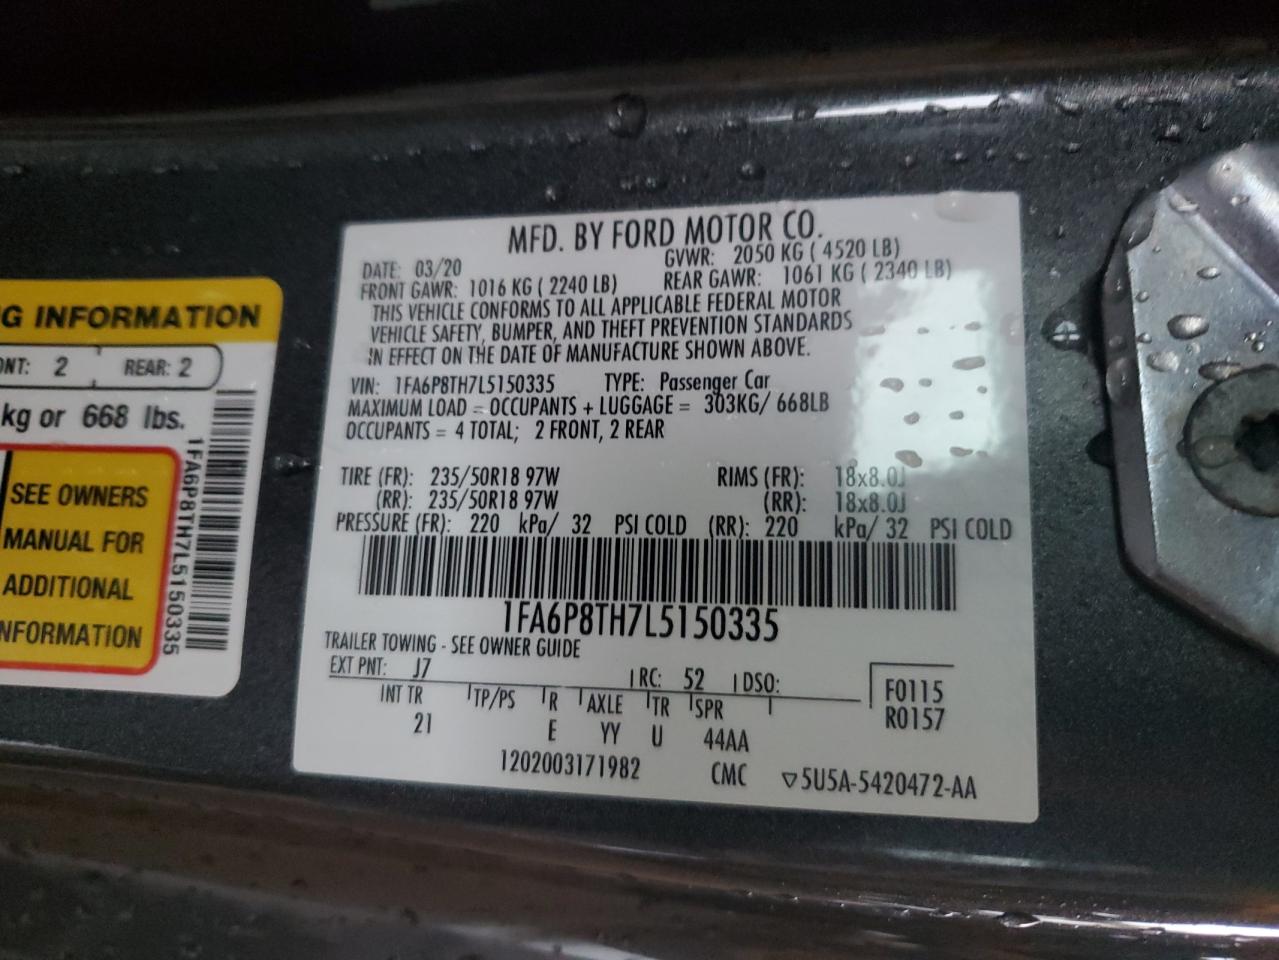 G INFORMATION
NT: 2 REAR: 2
kg or 668 lbs.
SEE OWNERS
MANUAL FOR
ADDITIONAL
NFORMATION
1FA6P8TH7L5150335
MFD. BY FORD MOTOR CO.
DATE: 03/20 GVWR: 2050 KG ( 4520 LB)
FRONT GAWR: 1016 KG ( 2240 LB) REAR GAWR: 1061 KG ( 2340 LB)
THIS VEHICLE CONFORMS TO ALL APPLICABLE FEDERAL MOTOR
VEHICLE SAFETY, BUMPER, AND THEFT PREVENTION STANDARDS
IN EFFECT ON THE DATE OF MANUFACTURE SHOWN ABOVE.
VIN: 1FA6P8TH7L5150335 TYPE: Passenger Car
MAXIMUM LOAD = OCCUPANTS + LUGGAGE = 303KG/ 668LB
OCCUPANTS = 4 TOTAL; 2 FRONT, 2 REAR
TIRE (FR): 235/50R18 97W RIMS (FR): 18x8.0J
(RR): 235/50R18 97W (RR): 18x8.0J
PRESSURE (FR): 220 kPa/ 32 PSI COLD (RR): 220 kPa/ 32 PSI COLD
1FA6P8TH7L5150335
TRAILER TOWING - SEE OWNER GUIDE
EXT PNT: J7 RC: 52 DSO: F0115
INT TR TP/PS R AXLE TR SPR R0157
21 E YY U 44AA
1202003171982 CMC ▽5U5A-5420472-AA